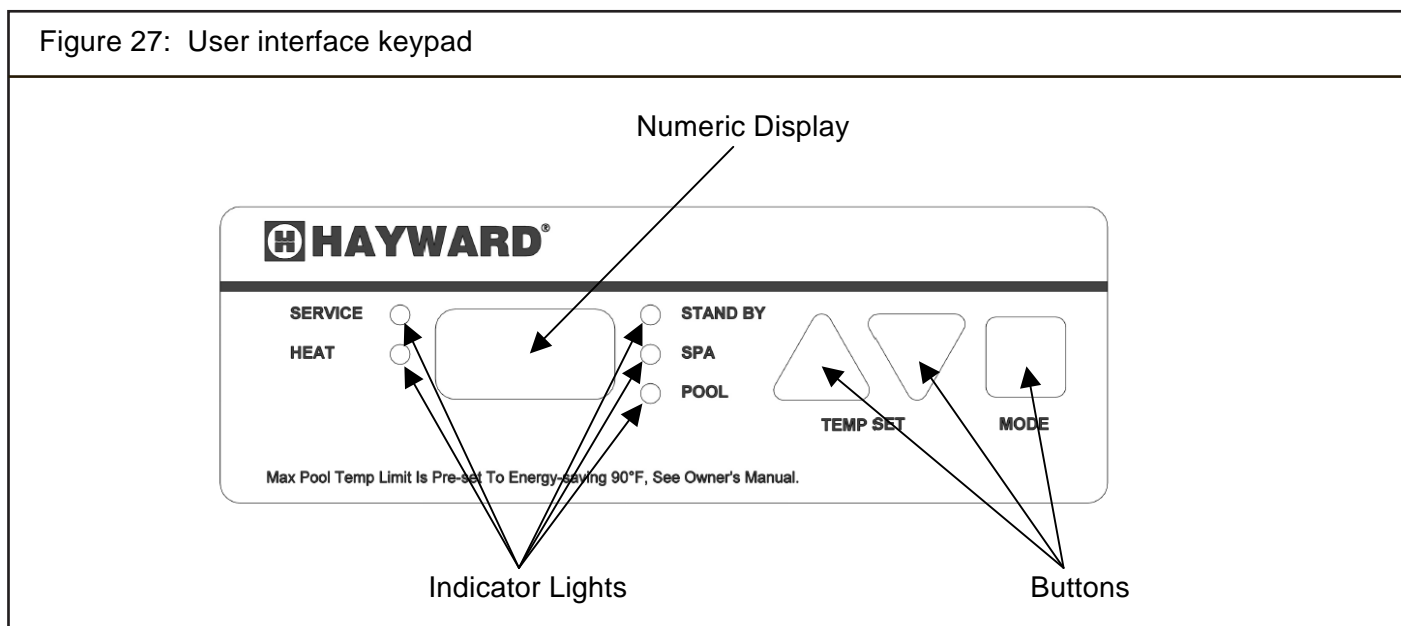 Figure 27:  User interface keypad
Numeric Display
H HAYWARD®
SERVICE
HEAT
STAND BY
SPA
POOL
TEMP SET
MODE
Max Pool Temp Limit Is Pre-set To Energy-saving 90°F, See Owner's Manual.
Indicator Lights
Buttons